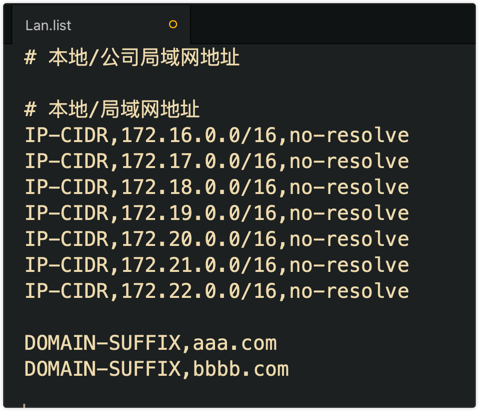 Lan.list
# 本地/公司局域网地址
# 本地/局域网地址
IP-CIDR,172.16.0.0/16,no-resolve
IP-CIDR,172.17.0.0/16,no-resolve
IP-CIDR,172.18.0.0/16,no-resolve
IP-CIDR,172.19.0.0/16,no-resolve
IP-CIDR,172.20.0.0/16,no-resolve
IP-CIDR,172.21.0.0/16,no-resolve
IP-CIDR,172.22.0.0/16,no-resolve
DOMAIN-SUFFIX,aaa.com
DOMAIN-SUFFIX,bbbb.com